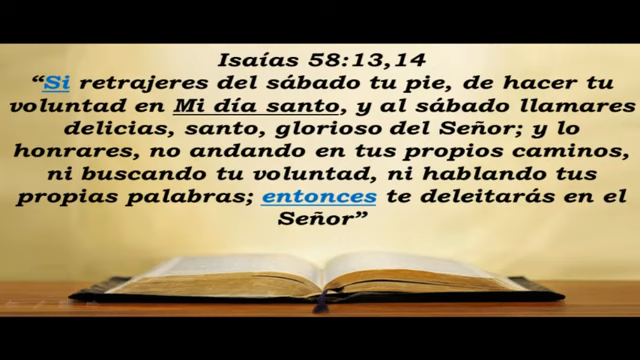 Isaías 58:13,14
“Si retrajeres del sábado tu pie, de hacer tu
voluntad en Mi día santo, y al sábado llamares
delicias, santo, glorioso del Señor; y lo
honrares, no andando en tus propios caminos,
ni buscando tu voluntad, ni hablando tus
propias palabras; entonces te deleitarás en el
Señor”